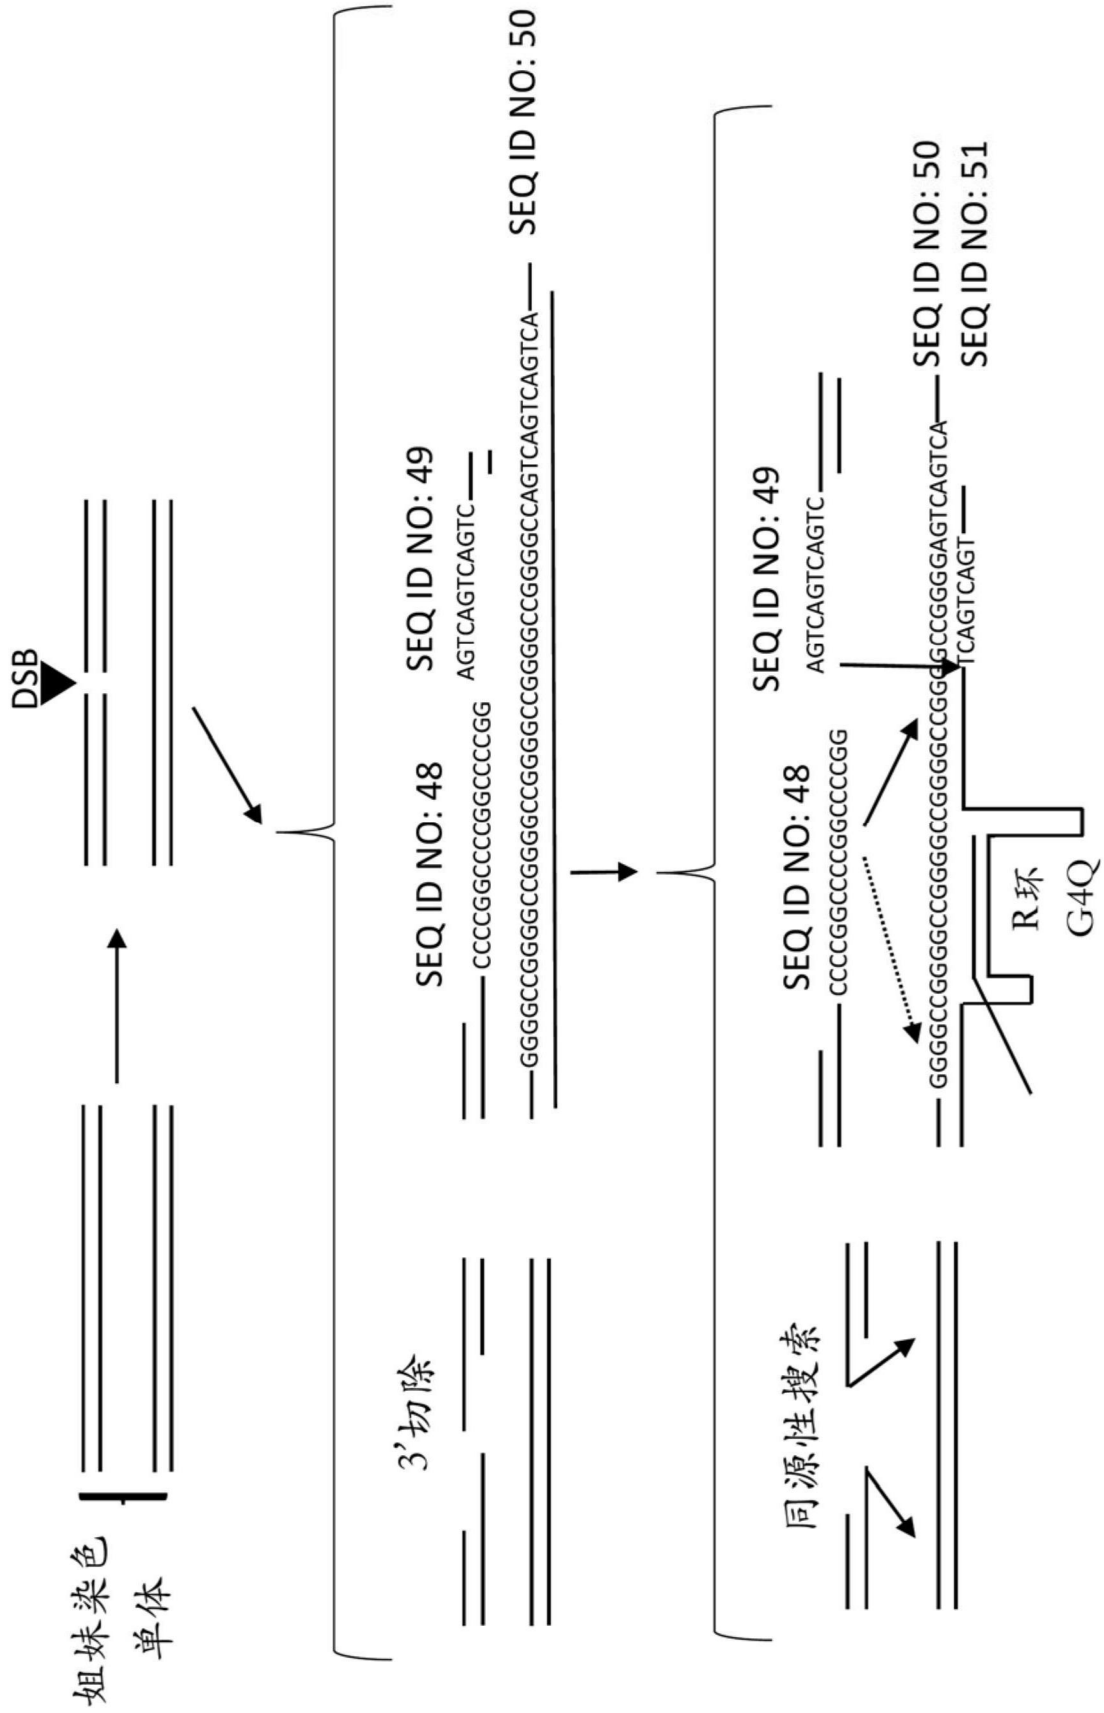 DSB
姐妹染色
单体
3'切除
SEQ ID NO: 48
SEQ ID NO: 49
AGTCAGTCAGTC
CCCCGGCCCCGGCCCCGG
GGGGCCGGGGCCGGGGCCGGGGCCGGGGCCGGGGCCAGTCAGTCAGTCA
SEQ ID NO: 50
同源性搜索
SEQ ID NO: 48
SEQ ID NO: 49
AGTCAGTCAGTC
CCCCGGCCCCGGCCCCGG
GGGGCCGGGGCCGGGGCCGGGGCCGGGGCCGGGGAGTCAGTCA
SEQ ID NO: 50
TCAGTCAGT
SEQ ID NO: 51
R环
G4Q